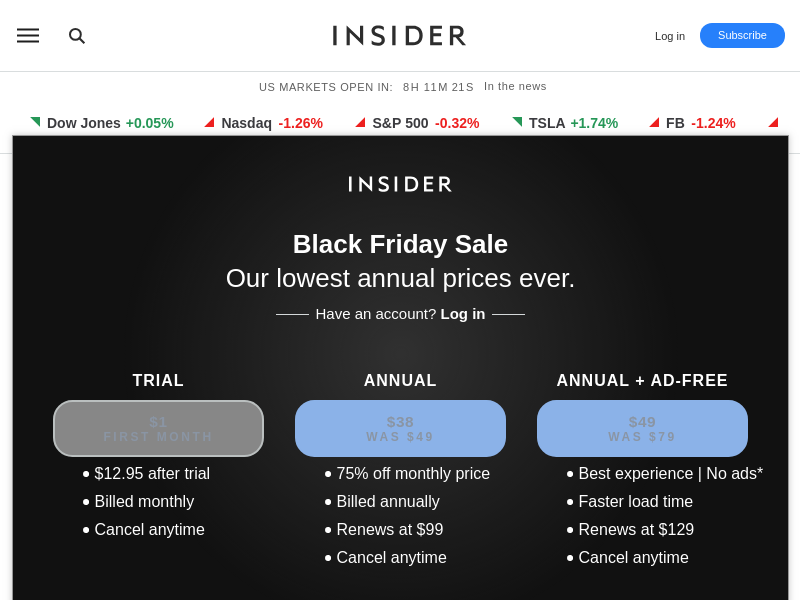 INSIDER
Log in
Subscribe
US MARKETS OPEN IN: 8H 11M 21S In the news
Dow Jones +0.05% Nasdaq -1.26% S&P 500 -0.32% TSLA +1.74% FB -1.24%
INSIDER
Black Friday Sale
Our lowest annual prices ever.
Have an account? Log in
TRIAL
$1
FIRST MONTH
• $12.95 after trial
• Billed monthly
• Cancel anytime
ANNUAL
$38
WAS $49
• 75% off monthly price
• Billed annually
• Renews at $99
• Cancel anytime
ANNUAL + AD-FREE
$49
WAS $79
• Best experience | No ads*
• Faster load time
• Renews at $129
• Cancel anytime